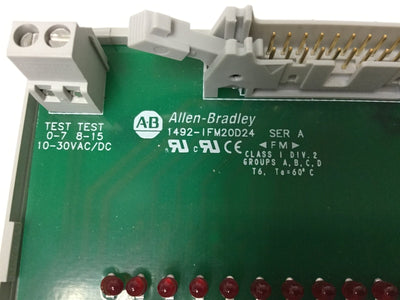 AB Allen-Bradley
1492-IFM20D24 SER A
TEST TEST
0-7 8-15
10-30VAC/DC
c CE
FM
CLASS I DIV.2
GROUPS A,B,C,D
T6, Ta=60°C